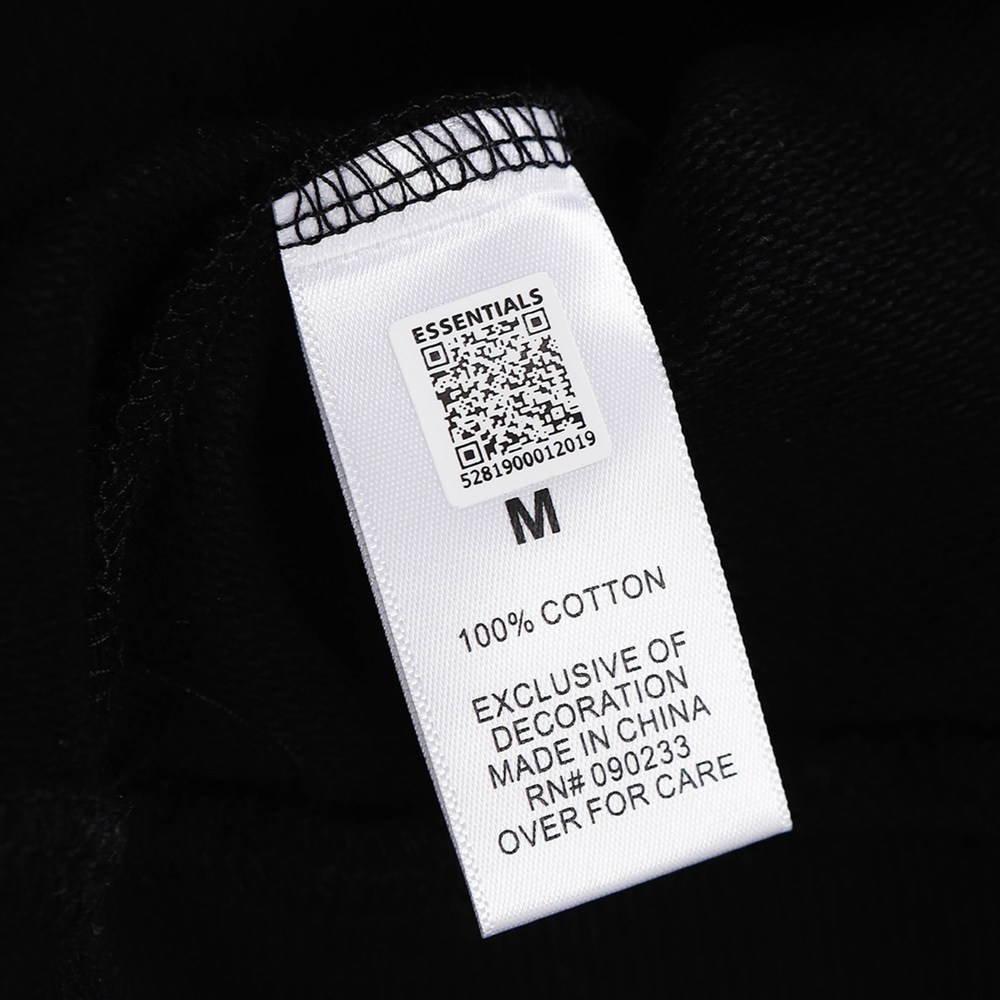 ESSENTIALS
5281900012019
M
100% COTTON
EXCLUSIVE OF
DECORATION
MADE IN CHINA
RN# 090233
OVER FOR CARE